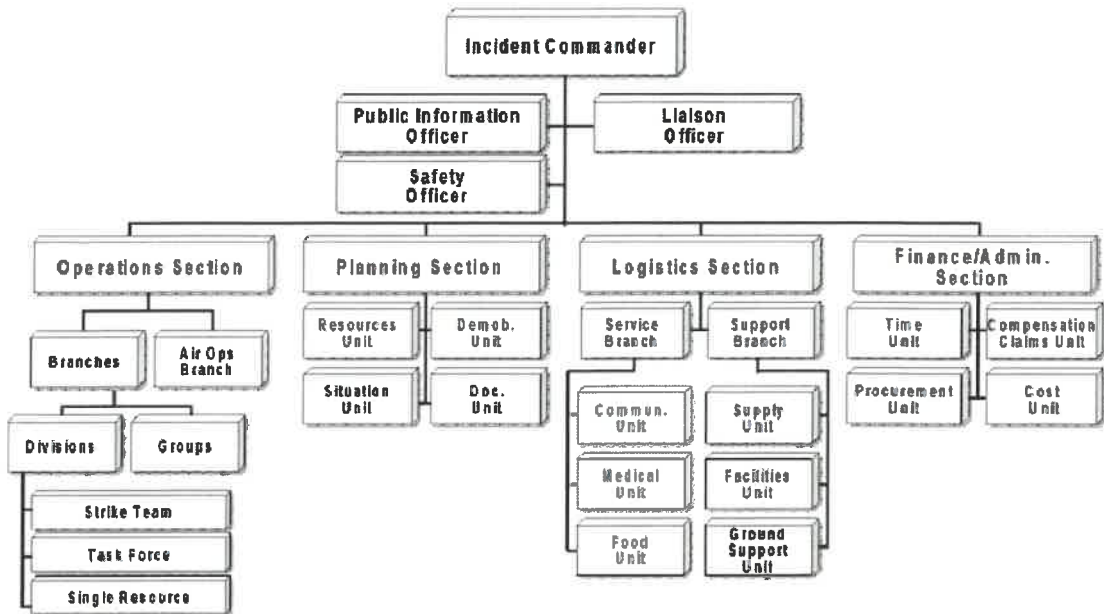 Incident Commander
Public Information
Officer
Liaison
Officer
Safety
Officer
Operations Section
Planning Section
Logistics Section
Finance/Admin.
Section
Branches
Air Ops
Branch
Resources
Unit
Demob.
Unit
Situation
Unit
Doc.
Unit
Service
Branch
Support
Branch
Time
Unit
Compensation
Claims Unit
Procurement
Unit
Cost
Unit
Divisions
Groups
Strike Team
Task Force
Single Resource
Commun.
Unit
Supply
Unit
Medical
Unit
Facilities
Unit
Food
Unit
Ground
Support
Unit